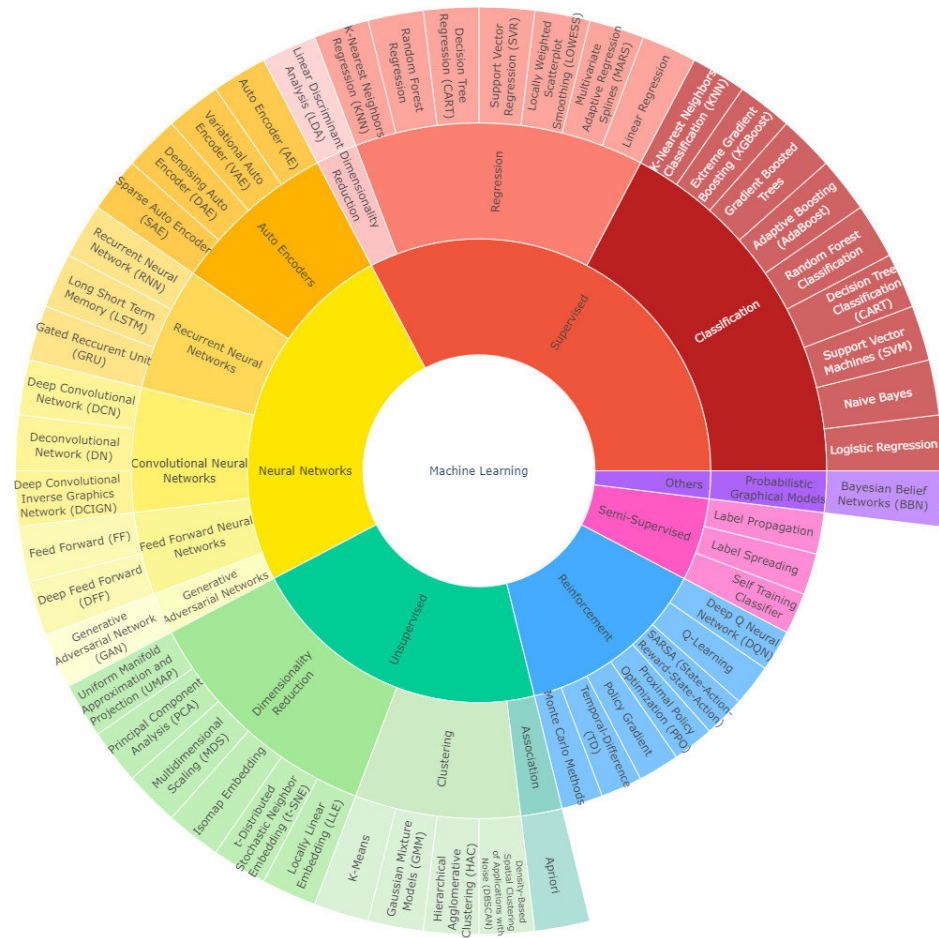 Machine Learning
Supervised
Classification
K-Nearest Neighbors
Classification (KNN)
Extreme Gradient
Boosting (XGBoost)
Gradient Boosted
Trees
Adaptive Boosting
(AdaBoost)
Random Forest
Classification
Decision Tree
Classification
(CART)
Support Vector
Machines (SVM)
Naive Bayes
Logistic Regression
Regression
K-Nearest Neighbors
Regression (KNN)
Random Forest
Regression
Decision Tree
Regression (CART)
Support Vector
Regression (SVR)
Locally Weighted
Scatterplot
Smoothing (LOWESS)
Multivariate
Adaptive Regression
Splines (MARS)
Linear Regression
Dimensionality
Reduction
Linear Discriminant
Analysis (LDA)
Neural Networks
Auto Encoders
Auto Encoder (AE)
Variational Auto
Encoder (VAE)
Denoising Auto
Encoder (DAE)
Sparse Auto Encoder
(SAE)
Recurrent Neural
Networks
Recurrent Neural
Network (RNN)
Long Short Term
Memory (LSTM)
Gated Reccurent Unit
(GRU)
Convolutional Neural
Networks
Deep Convolutional
Network (DCN)
Deconvolutional
Network (DN)
Deep Convolutional
Inverse Graphics
Network (DCIGN)
Feed Forward Neural
Networks
Feed Forward (FF)
Deep Feed Forward
(DFF)
Generative
Adversarial Networks
Generative
Adversarial Network
(GAN)
Unsupervised
Dimensionality
Reduction
Uniform Manifold
Approximation and
Projection (UMAP)
Principal Component
Analysis (PCA)
Multidimensional
Scaling (MDS)
Isomap Embedding
t-Distributed
Stochastic Neighbor
Embedding (t-SNE)
Locally Linear
Embedding (LLE)
Clustering
K-Means
Gaussian Mixture
Models (GMM)
Hierarchical
Agglomerative
Clustering (HAC)
Density-Based
Spatial Clustering
of Applications with
Noise (DBSCAN)
Association
Apriori
Reinforcement
Deep Q Neural
Network (DQN)
Q-Learning
SARSA (State-Action-
Reward-State-Action)
Proximal Policy
Optimization (PPO)
Policy Gradient
Temporal-Difference
(TD)
Monte Carlo Methods
Semi-Supervised
Label Propagation
Label Spreading
Self Training
Classifier
Others
Probabilistic
Graphical Models
Bayesian Belief
Networks (BBN)